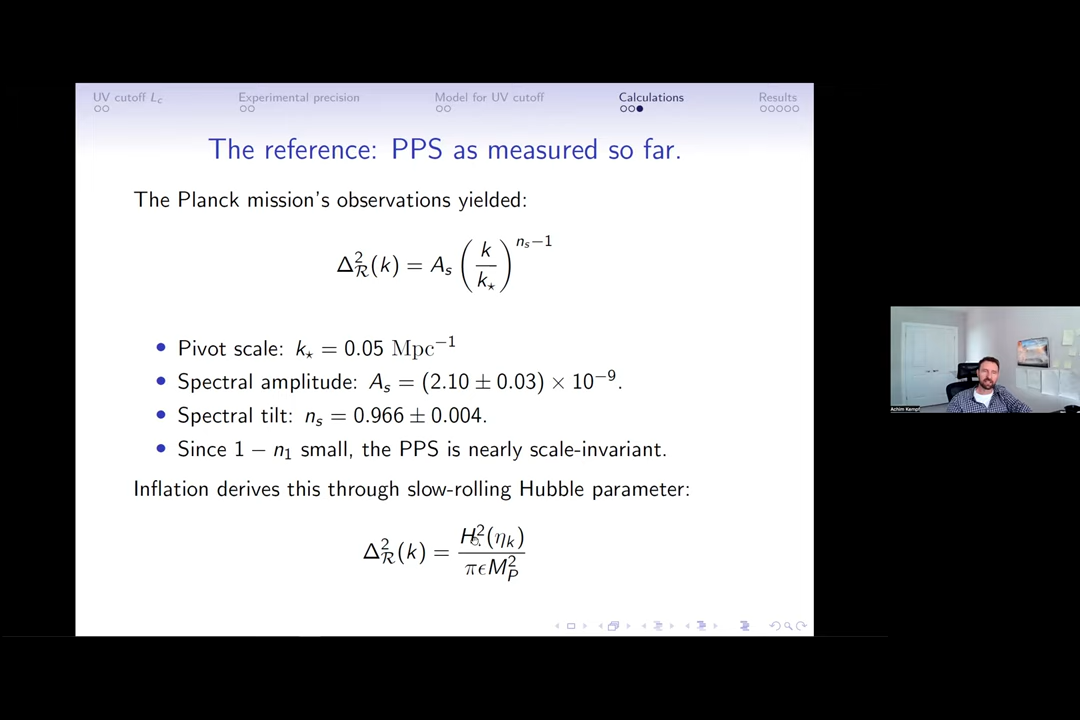 UV cutoff L_c Experimental precision Model for UV cutoff Calculations Results
The reference: PPS as measured so far.
The Planck mission's observations yielded:
Δ²_ℛ(k) = A_s (k/k_⋆)^{n_s−1}
• Pivot scale: k_⋆ = 0.05 Mpc⁻¹
• Spectral amplitude: A_s = (2.10 ± 0.03) × 10⁻⁹.
• Spectral tilt: n_s = 0.966 ± 0.004.
• Since 1 − n_1 small, the PPS is nearly scale-invariant.
Inflation derives this through slow-rolling Hubble parameter:
Δ²_ℛ(k) = H²(η_k) / πϵM²_P
Achim Kempf